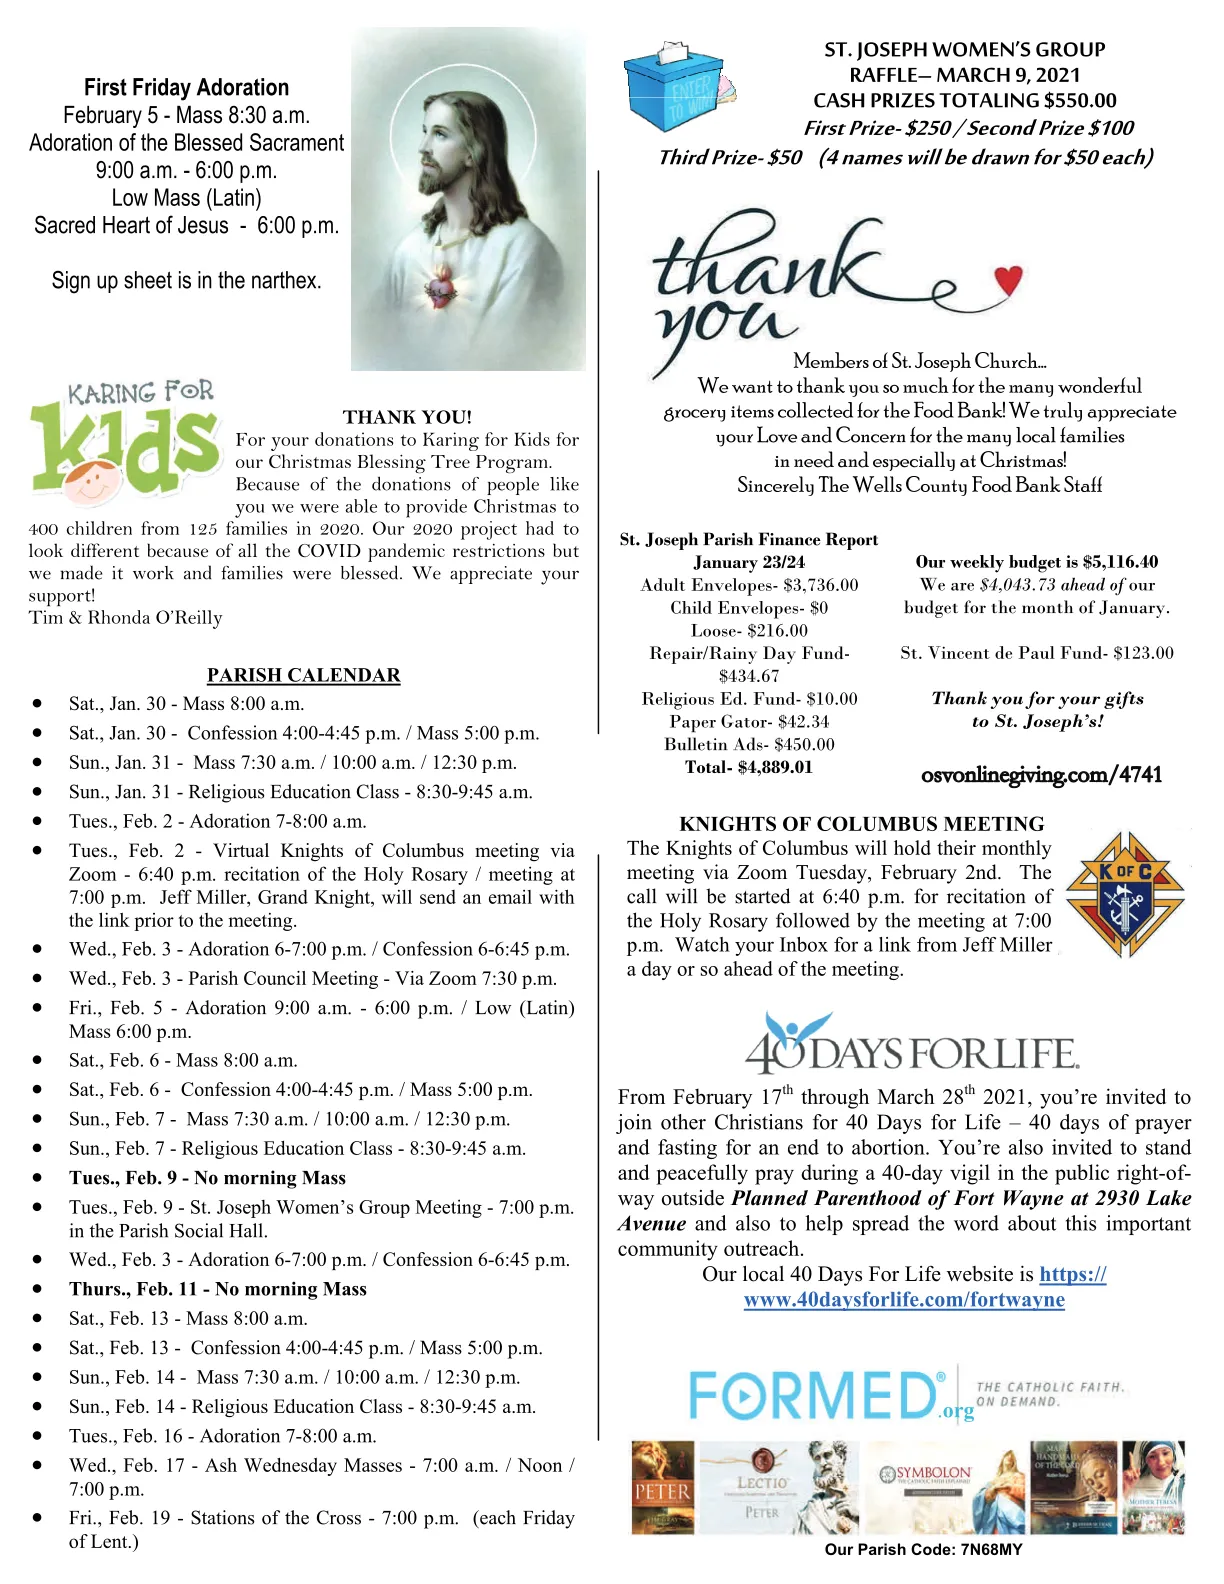 First Friday Adoration
February 5 - Mass 8:30 a.m.
Adoration of the Blessed Sacrament
9:00 a.m. - 6:00 p.m.
Low Mass (Latin)
Sacred Heart of Jesus - 6:00 p.m.
Sign up sheet is in the narthex.
KARING FOR
kids
THANK YOU!
For your donations to Karing for Kids for
our Christmas Blessing Tree Program.
Because of the donations of people like
you we were able to provide Christmas to
400 children from 125 families in 2020. Our 2020 project had to
look different because of all the COVID pandemic restrictions but
we made it work and families were blessed. We appreciate your
support!
Tim & Rhonda O’Reilly
PARISH CALENDAR
● Sat., Jan. 30 - Mass 8:00 a.m.
● Sat., Jan. 30 - Confession 4:00-4:45 p.m. / Mass 5:00 p.m.
● Sun., Jan. 31 - Mass 7:30 a.m. / 10:00 a.m. / 12:30 p.m.
● Sun., Jan. 31 - Religious Education Class - 8:30-9:45 a.m.
● Tues., Feb. 2 - Adoration 7-8:00 a.m.
● Tues., Feb. 2 - Virtual Knights of Columbus meeting via
Zoom - 6:40 p.m. recitation of the Holy Rosary / meeting at
7:00 p.m. Jeff Miller, Grand Knight, will send an email with
the link prior to the meeting.
● Wed., Feb. 3 - Adoration 6-7:00 p.m. / Confession 6-6:45 p.m.
● Wed., Feb. 3 - Parish Council Meeting - Via Zoom 7:30 p.m.
● Fri., Feb. 5 - Adoration 9:00 a.m. - 6:00 p.m. / Low (Latin)
Mass 6:00 p.m.
● Sat., Feb. 6 - Mass 8:00 a.m.
● Sat., Feb. 6 - Confession 4:00-4:45 p.m. / Mass 5:00 p.m.
● Sun., Feb. 7 - Mass 7:30 a.m. / 10:00 a.m. / 12:30 p.m.
● Sun., Feb. 7 - Religious Education Class - 8:30-9:45 a.m.
● Tues., Feb. 9 - No morning Mass
● Tues., Feb. 9 - St. Joseph Women’s Group Meeting - 7:00 p.m.
in the Parish Social Hall.
● Wed., Feb. 3 - Adoration 6-7:00 p.m. / Confession 6-6:45 p.m.
● Thurs., Feb. 11 - No morning Mass
● Sat., Feb. 13 - Mass 8:00 a.m.
● Sat., Feb. 13 - Confession 4:00-4:45 p.m. / Mass 5:00 p.m.
● Sun., Feb. 14 - Mass 7:30 a.m. / 10:00 a.m. / 12:30 p.m.
● Sun., Feb. 14 - Religious Education Class - 8:30-9:45 a.m.
● Tues., Feb. 16 - Adoration 7-8:00 a.m.
● Wed., Feb. 17 - Ash Wednesday Masses - 7:00 a.m. / Noon /
7:00 p.m.
● Fri., Feb. 19 - Stations of the Cross - 7:00 p.m. (each Friday
of Lent.)
ENTER
TO WIN!
ST. JOSEPH WOMEN’S GROUP
RAFFLE– MARCH 9, 2021
CASH PRIZES TOTALING $550.00
First Prize- $250 / Second Prize $100
Third Prize- $50 (4 names will be drawn for $50 each)
thank
you
Members of St. Joseph Church...
We want to thank you so much for the many wonderful
grocery items collected for the Food Bank! We truly appreciate
your Love and Concern for the many local families
in need and especially at Christmas!
Sincerely The Wells County Food Bank Staff
St. Joseph Parish Finance Report
January 23/24
Adult Envelopes- $3,736.00
Child Envelopes- $0
Loose- $216.00
Repair/Rainy Day Fund-
$434.67
Religious Ed. Fund- $10.00
Paper Gator- $42.34
Bulletin Ads- $450.00
Total- $4,889.01
Our weekly budget is $5,116.40
We are $4,043.73 ahead of our
budget for the month of January.
St. Vincent de Paul Fund- $123.00
Thank you for your gifts
to St. Joseph’s!
osvonlinegiving.com/4741
KNIGHTS OF COLUMBUS MEETING
The Knights of Columbus will hold their monthly
meeting via Zoom Tuesday, February 2nd. The
call will be started at 6:40 p.m. for recitation of
the Holy Rosary followed by the meeting at 7:00
p.m. Watch your Inbox for a link from Jeff Miller
a day or so ahead of the meeting.
K OF C
40 DAYS FOR LIFE.
From February 17th through March 28th 2021, you’re invited to
join other Christians for 40 Days for Life – 40 days of prayer
and fasting for an end to abortion. You’re also invited to stand
and peacefully pray during a 40-day vigil in the public right-of-
way outside Planned Parenthood of Fort Wayne at 2930 Lake
Avenue and also to help spread the word about this important
community outreach.
Our local 40 Days For Life website is https://
www.40daysforlife.com/fortwayne
FORMED®.org
THE CATHOLIC FAITH.
ON DEMAND.
PETER
LECTIO
PETER
SYMBOLON
MOTHER TERESA
Our Parish Code: 7N68MY